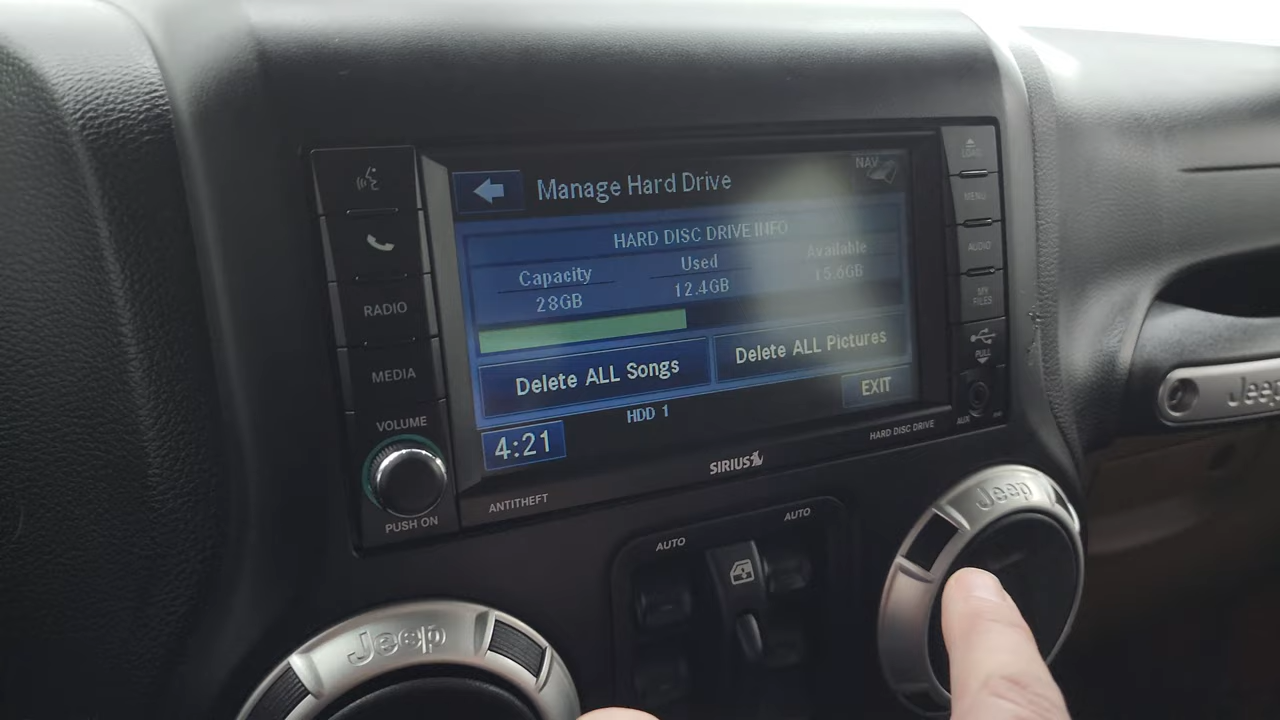 NAV
Manage Hard Drive
HARD DISC DRIVE INFO
Capacity Used Available
28GB 12.4GB 15.6GB
Delete ALL Songs Delete ALL Pictures
HDD 1 EXIT
4:21
RADIO
MEDIA
VOLUME
PUSH ON
ANTITHEFT
SIRIUS
HARD DISC DRIVE
LOAD
MENU
AUDIO
MY
FILES
PULL
AUX
AUTO AUTO
Jeep
Jeep
Jeep